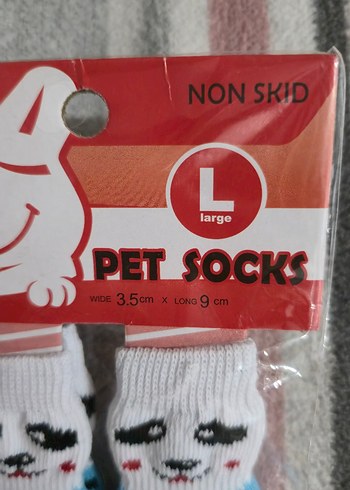 NON SKID
L
large
PET SOCKS
WIDE 3.5cm x LONG 9 cm